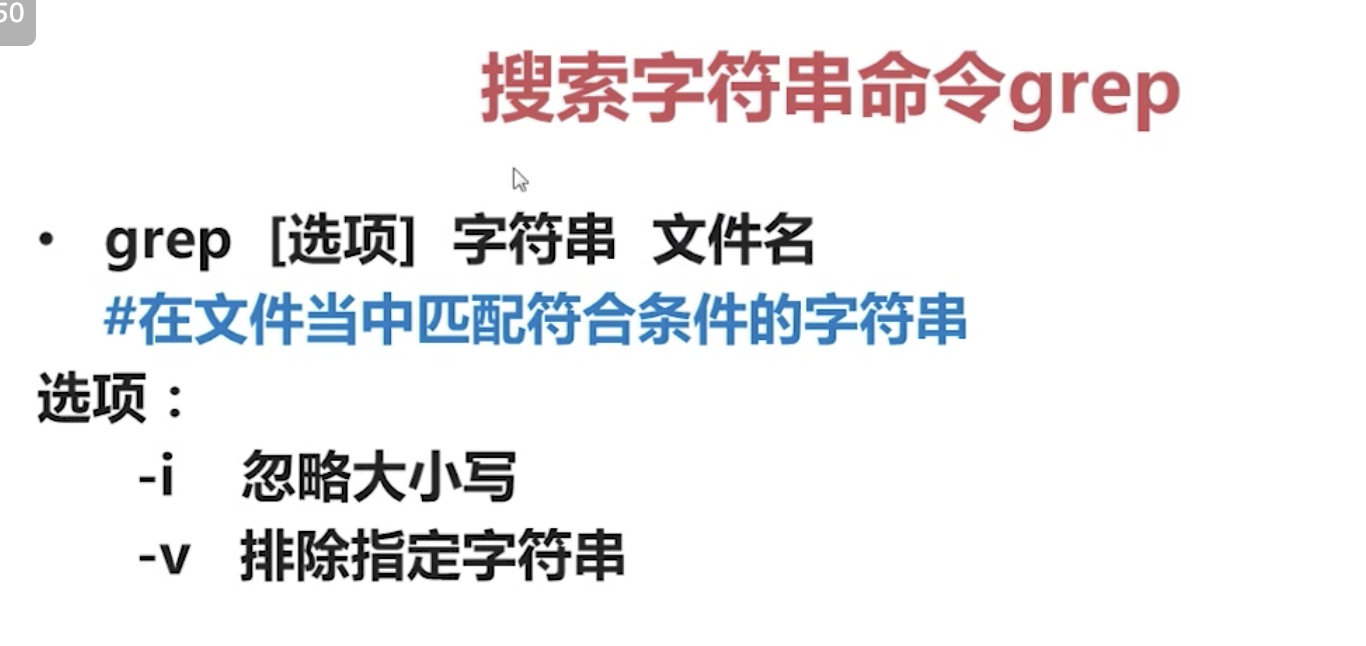 50
搜索字符串命令grep
• grep [选项] 字符串 文件名
#在文件当中匹配符合条件的字符串
选项：
-i 忽略大小写
-v 排除指定字符串